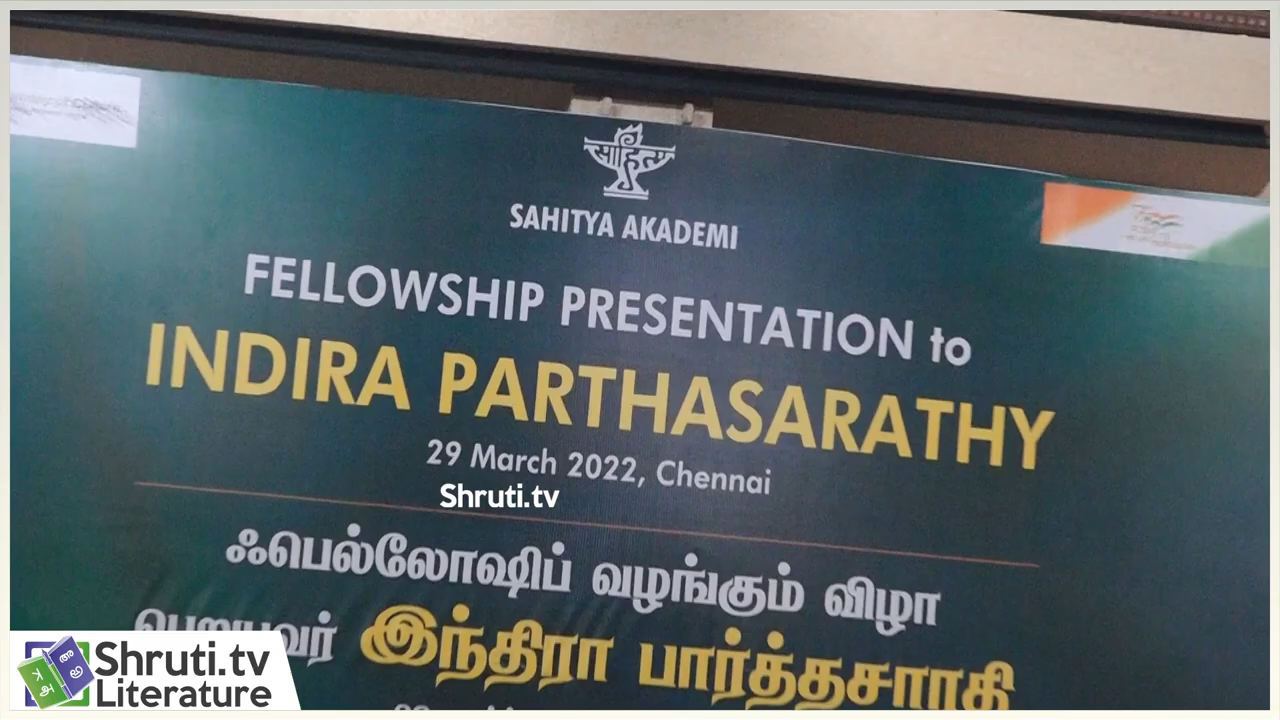 SAHITYA AKADEMI
FELLOWSHIP PRESENTATION to
INDIRA PARTHASARATHY
29 March 2022, Chennai
Shruti.tv
ஃபெல்லோஷிப் வழங்கும் விழா
பெறுபவர் இந்திரா பார்த்தசாரதி
Shruti.tv
Literature